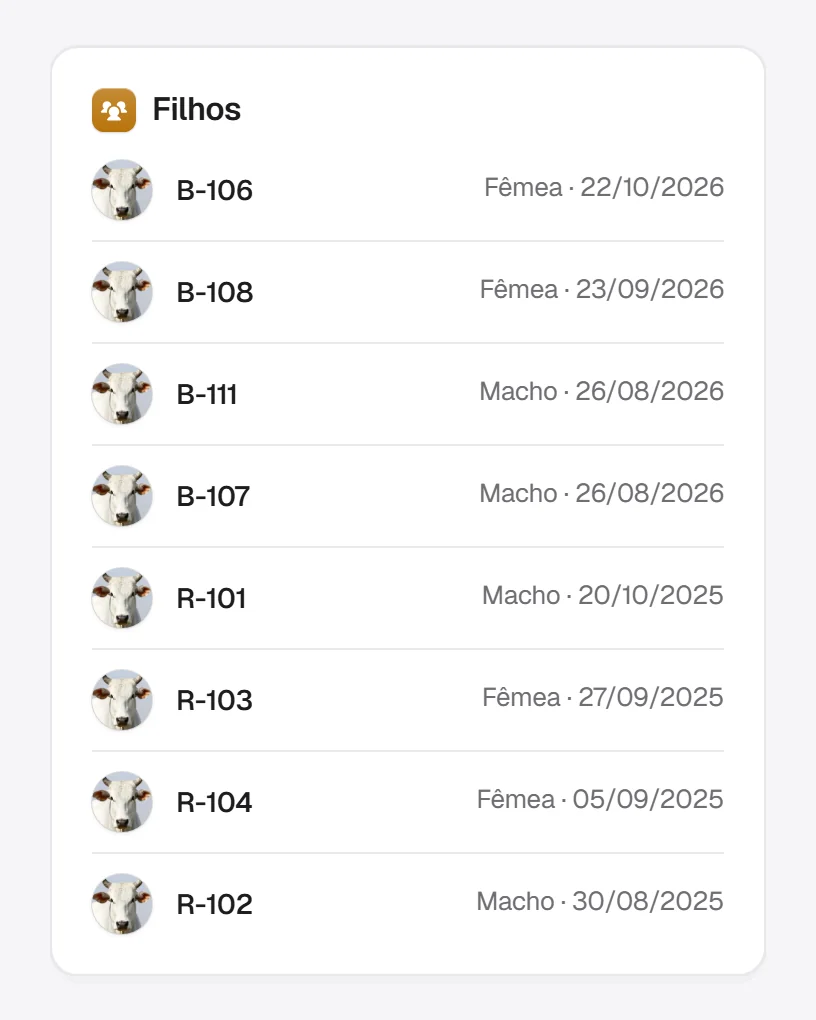 Filhos
B-106 Fêmea · 22/10/2026
B-108 Fêmea · 23/09/2026
B-111 Macho · 26/08/2026
B-107 Macho · 26/08/2026
R-101 Macho · 20/10/2025
R-103 Fêmea · 27/09/2025
R-104 Fêmea · 05/09/2025
R-102 Macho · 30/08/2025